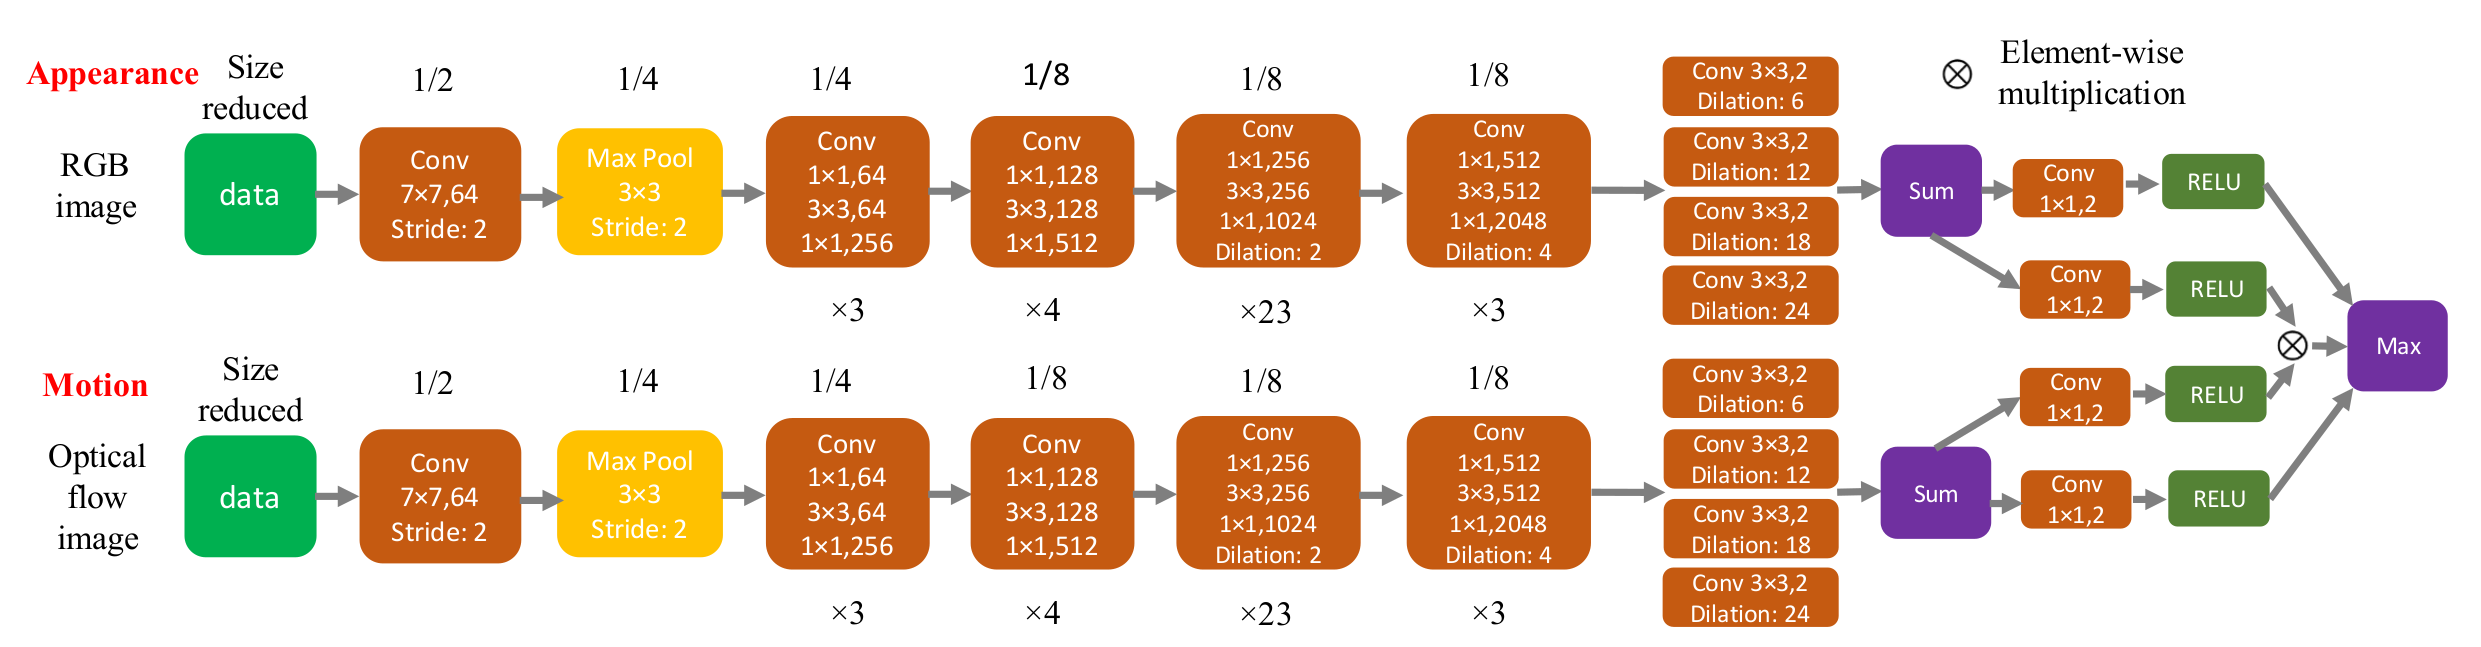 Appearance
Size
reduced
1/2
1/4
1/4
1/8
1/8
1/8
RGB
image
data
Conv
7×7,64
Stride: 2
Max Pool
3×3
Stride: 2
Conv
1×1,64
3×3,64
1×1,256
×3
Conv
1×1,128
3×3,128
1×1,512
×4
Conv
1×1,256
3×3,256
1×1,1024
Dilation: 2
×23
Conv
1×1,512
3×3,512
1×1,2048
Dilation: 4
×3
Conv 3×3,2
Dilation: 6
Conv 3×3,2
Dilation: 12
Conv 3×3,2
Dilation: 18
Conv 3×3,2
Dilation: 24
Sum
Conv
1×1,2
RELU
Conv
1×1,2
RELU
⊗
Element-wise
multiplication
Motion
Size
reduced
1/2
1/4
1/4
1/8
1/8
1/8
Optical
flow
image
data
Conv
7×7,64
Stride: 2
Max Pool
3×3
Stride: 2
Conv
1×1,64
3×3,64
1×1,256
×3
Conv
1×1,128
3×3,128
1×1,512
×4
Conv
1×1,256
3×3,256
1×1,1024
Dilation: 2
×23
Conv
1×1,512
3×3,512
1×1,2048
Dilation: 4
×3
Conv 3×3,2
Dilation: 6
Conv 3×3,2
Dilation: 12
Conv 3×3,2
Dilation: 18
Conv 3×3,2
Dilation: 24
Sum
Conv
1×1,2
RELU
Conv
1×1,2
RELU
⊗
Max